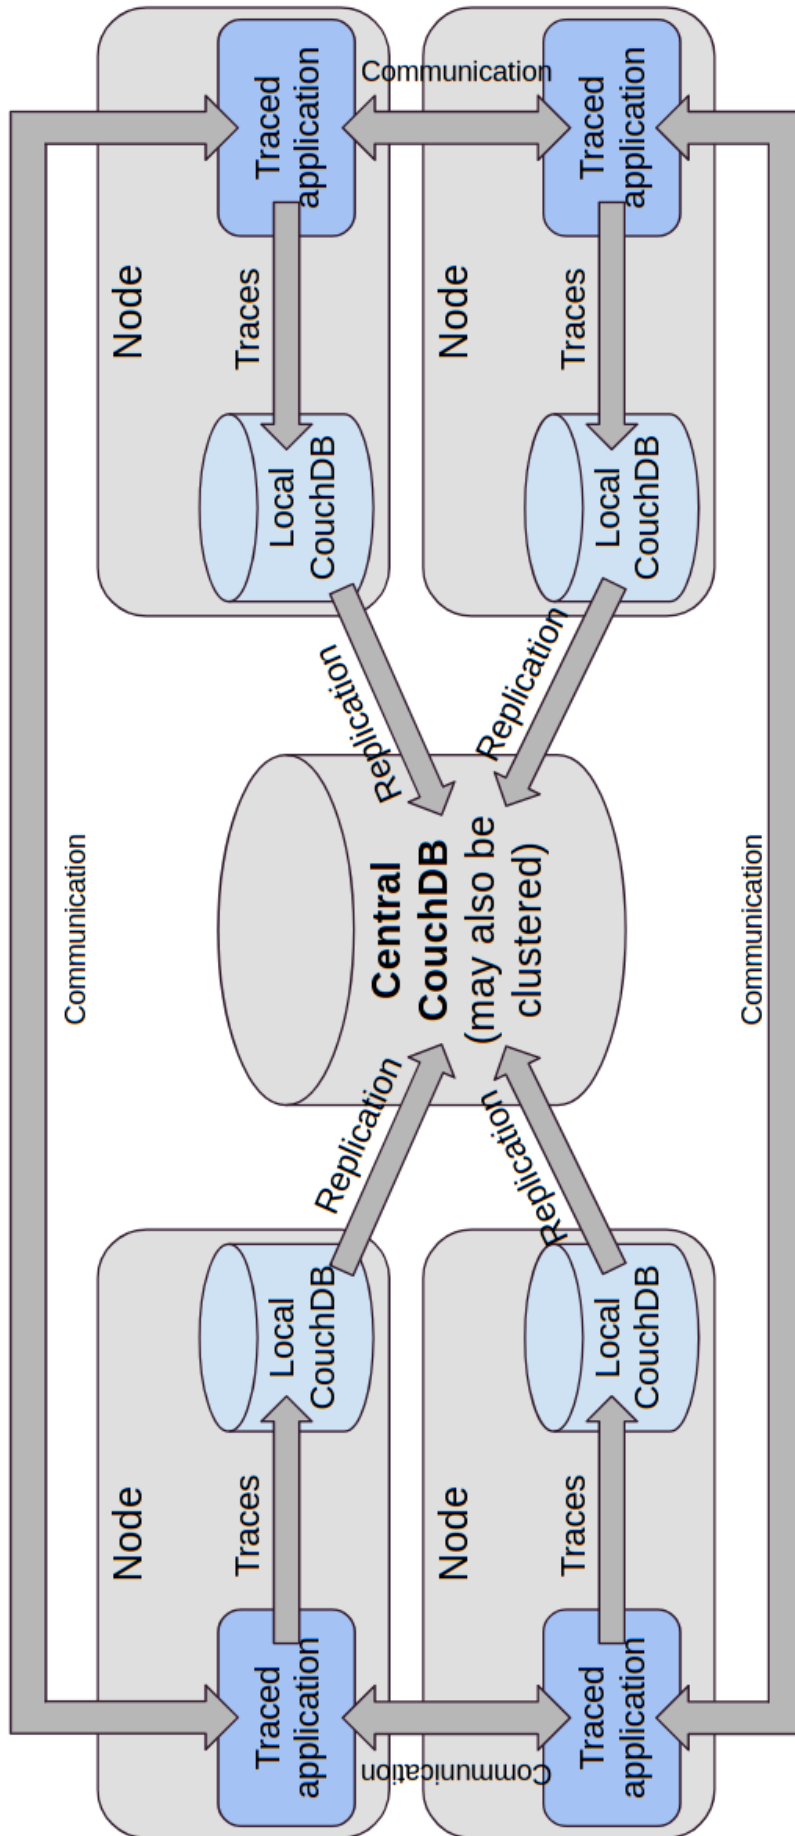 Communication
Node
Traced
application
Traces
Local
CouchDB
Replication
Communication
Node
Traced
application
Traces
Local
CouchDB
Replication
Central
CouchDB
(may also be
clustered)
Communication
Node
Traced
application
Traces
Local
CouchDB
Replication
Communication
Node
Traced
application
Traces
Local
CouchDB
Replication